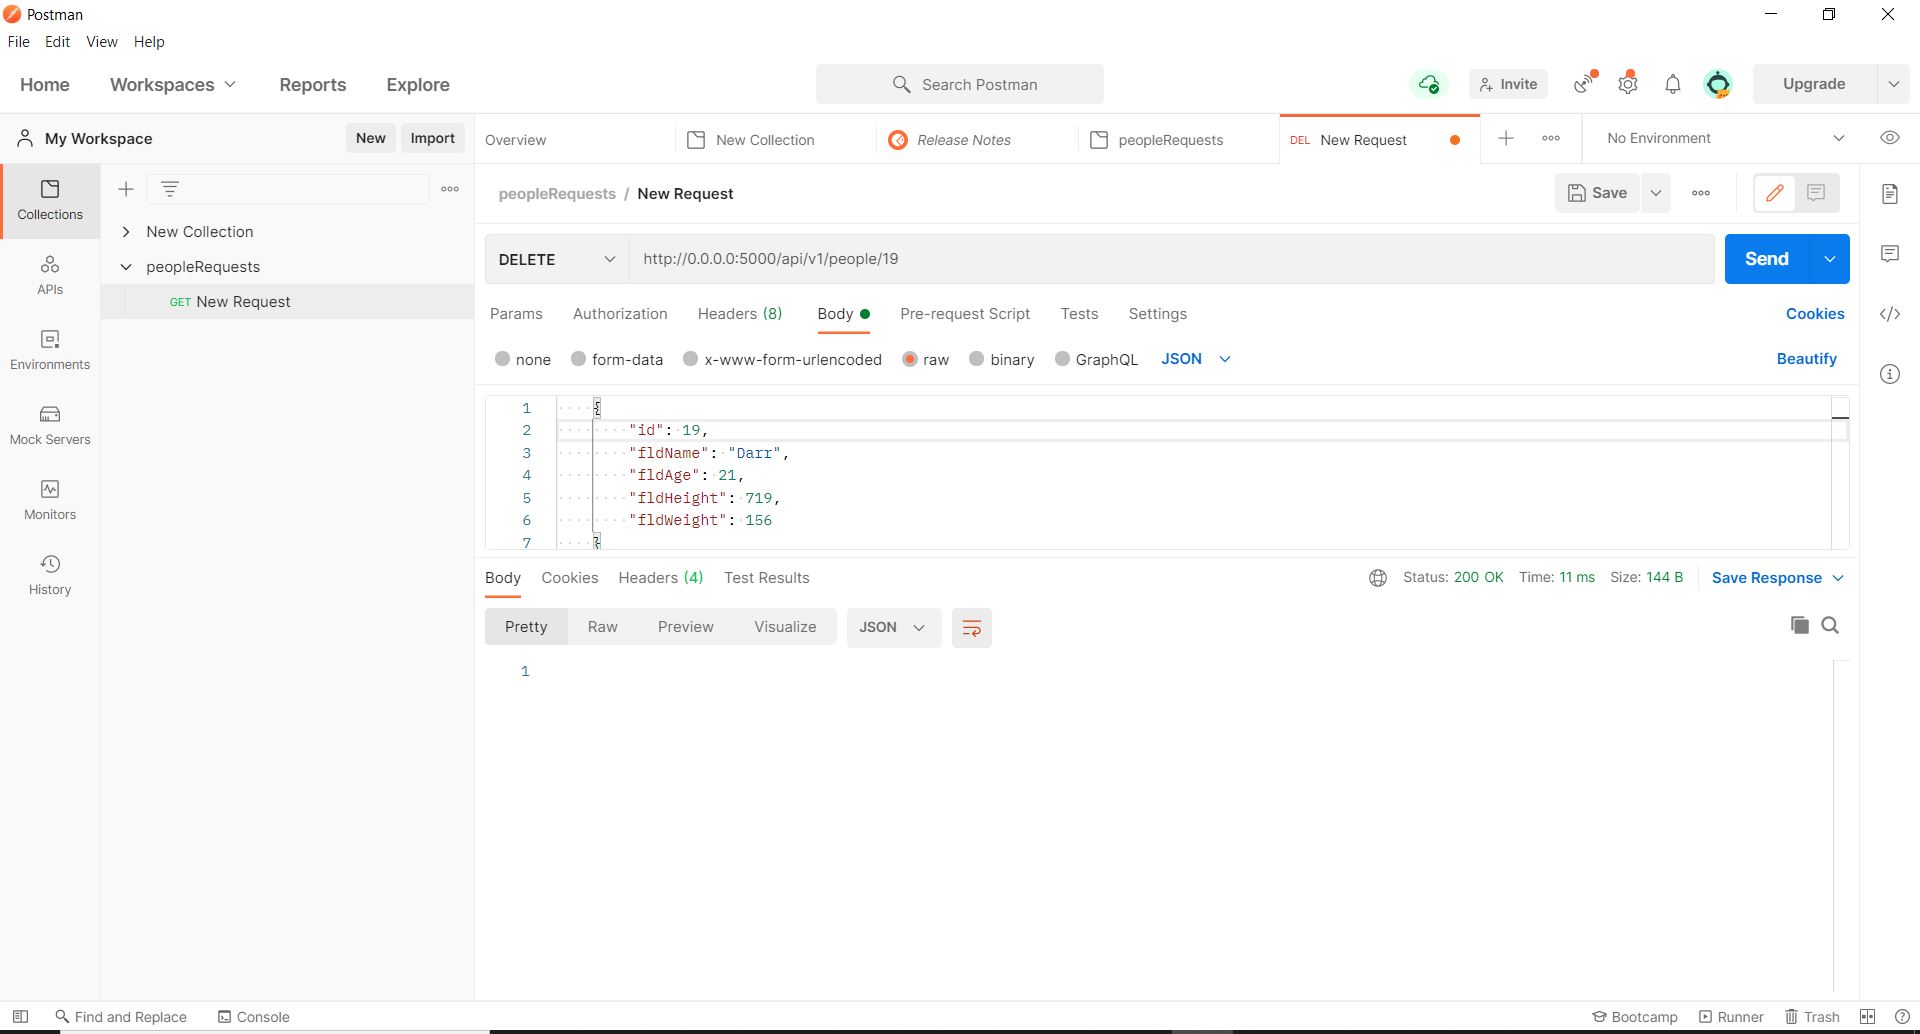 Postman
File Edit View Help
Home Workspaces Reports Explore Search Postman Invite Upgrade
My Workspace New Import Overview New Collection Release Notes peopleRequests DEL New Request No Environment
Collections
APIs
Environments
Mock Servers
Monitors
History
New Collection
peopleRequests
GET New Request
peopleRequests / New Request Save
DELETE http://0.0.0.0:5000/api/v1/people/19 Send
Params Authorization Headers (8) Body Pre-request Script Tests Settings Cookies
none form-data x-www-form-urlencoded raw binary GraphQL JSON Beautify
1 {
2 "id": 19,
3 "fldName": "Darr",
4 "fldAge": 21,
5 "fldHeight": 719,
6 "fldWeight": 156
7 }
Body Cookies Headers (4) Test Results Status: 200 OK Time: 11 ms Size: 144 B Save Response
Pretty Raw Preview Visualize JSON
1
Find and Replace Console Bootcamp Runner Trash